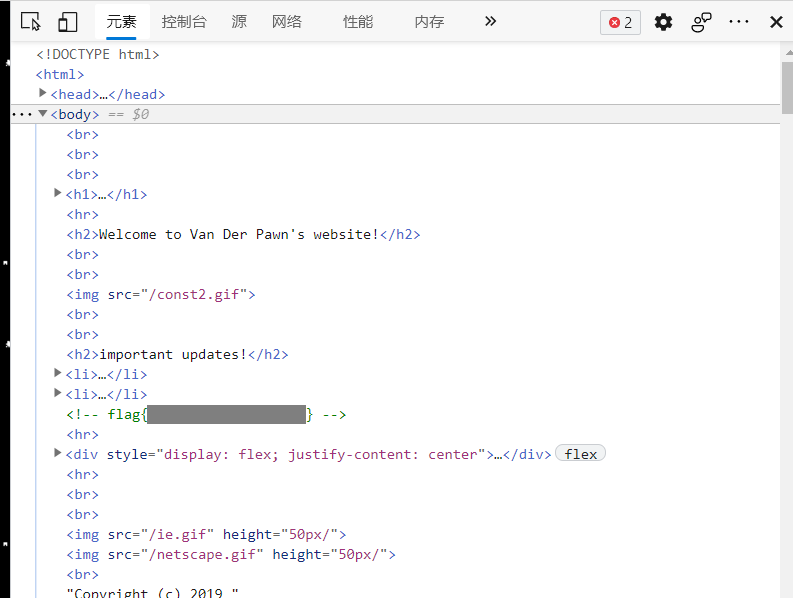 元素 控制台 源 网络 性能 内存 2
<!DOCTYPE html>
<html>
<head>…</head>
<body> == $0
<br>
<br>
<br>
<h1>…</h1>
<hr>
<h2>Welcome to Van Der Pawn's website!</h2>
<br>
<br>
<img src="/const2.gif">
<br>
<br>
<h2>important updates!</h2>
<li>…</li>
<li>…</li>
<!-- flag{ } -->
<hr>
<div style="display: flex; justify-content: center">…</div> flex
<hr>
<br>
<br>
<img src="/ie.gif" height="50px/">
<img src="/netscape.gif" height="50px/">
<br>
"Copyright (c) 2019 "